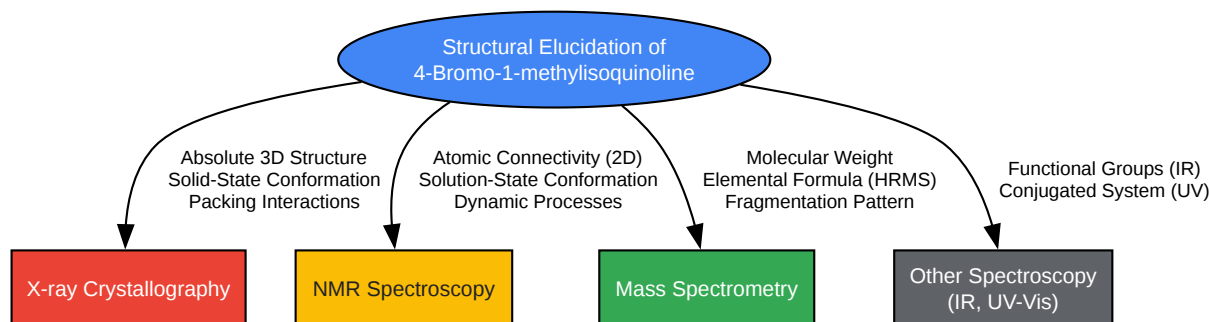 Structural Elucidation of
4-Bromo-1-methylisoquinoline
Absolute 3D Structure
Solid-State Conformation
Packing Interactions
Atomic Connectivity (2D)
Solution-State Conformation
Dynamic Processes
Molecular Weight
Elemental Formula (HRMS)
Fragmentation Pattern
Functional Groups (IR)
Conjugated System (UV)
X-ray Crystallography
NMR Spectroscopy
Mass Spectrometry
Other Spectroscopy
(IR, UV-Vis)